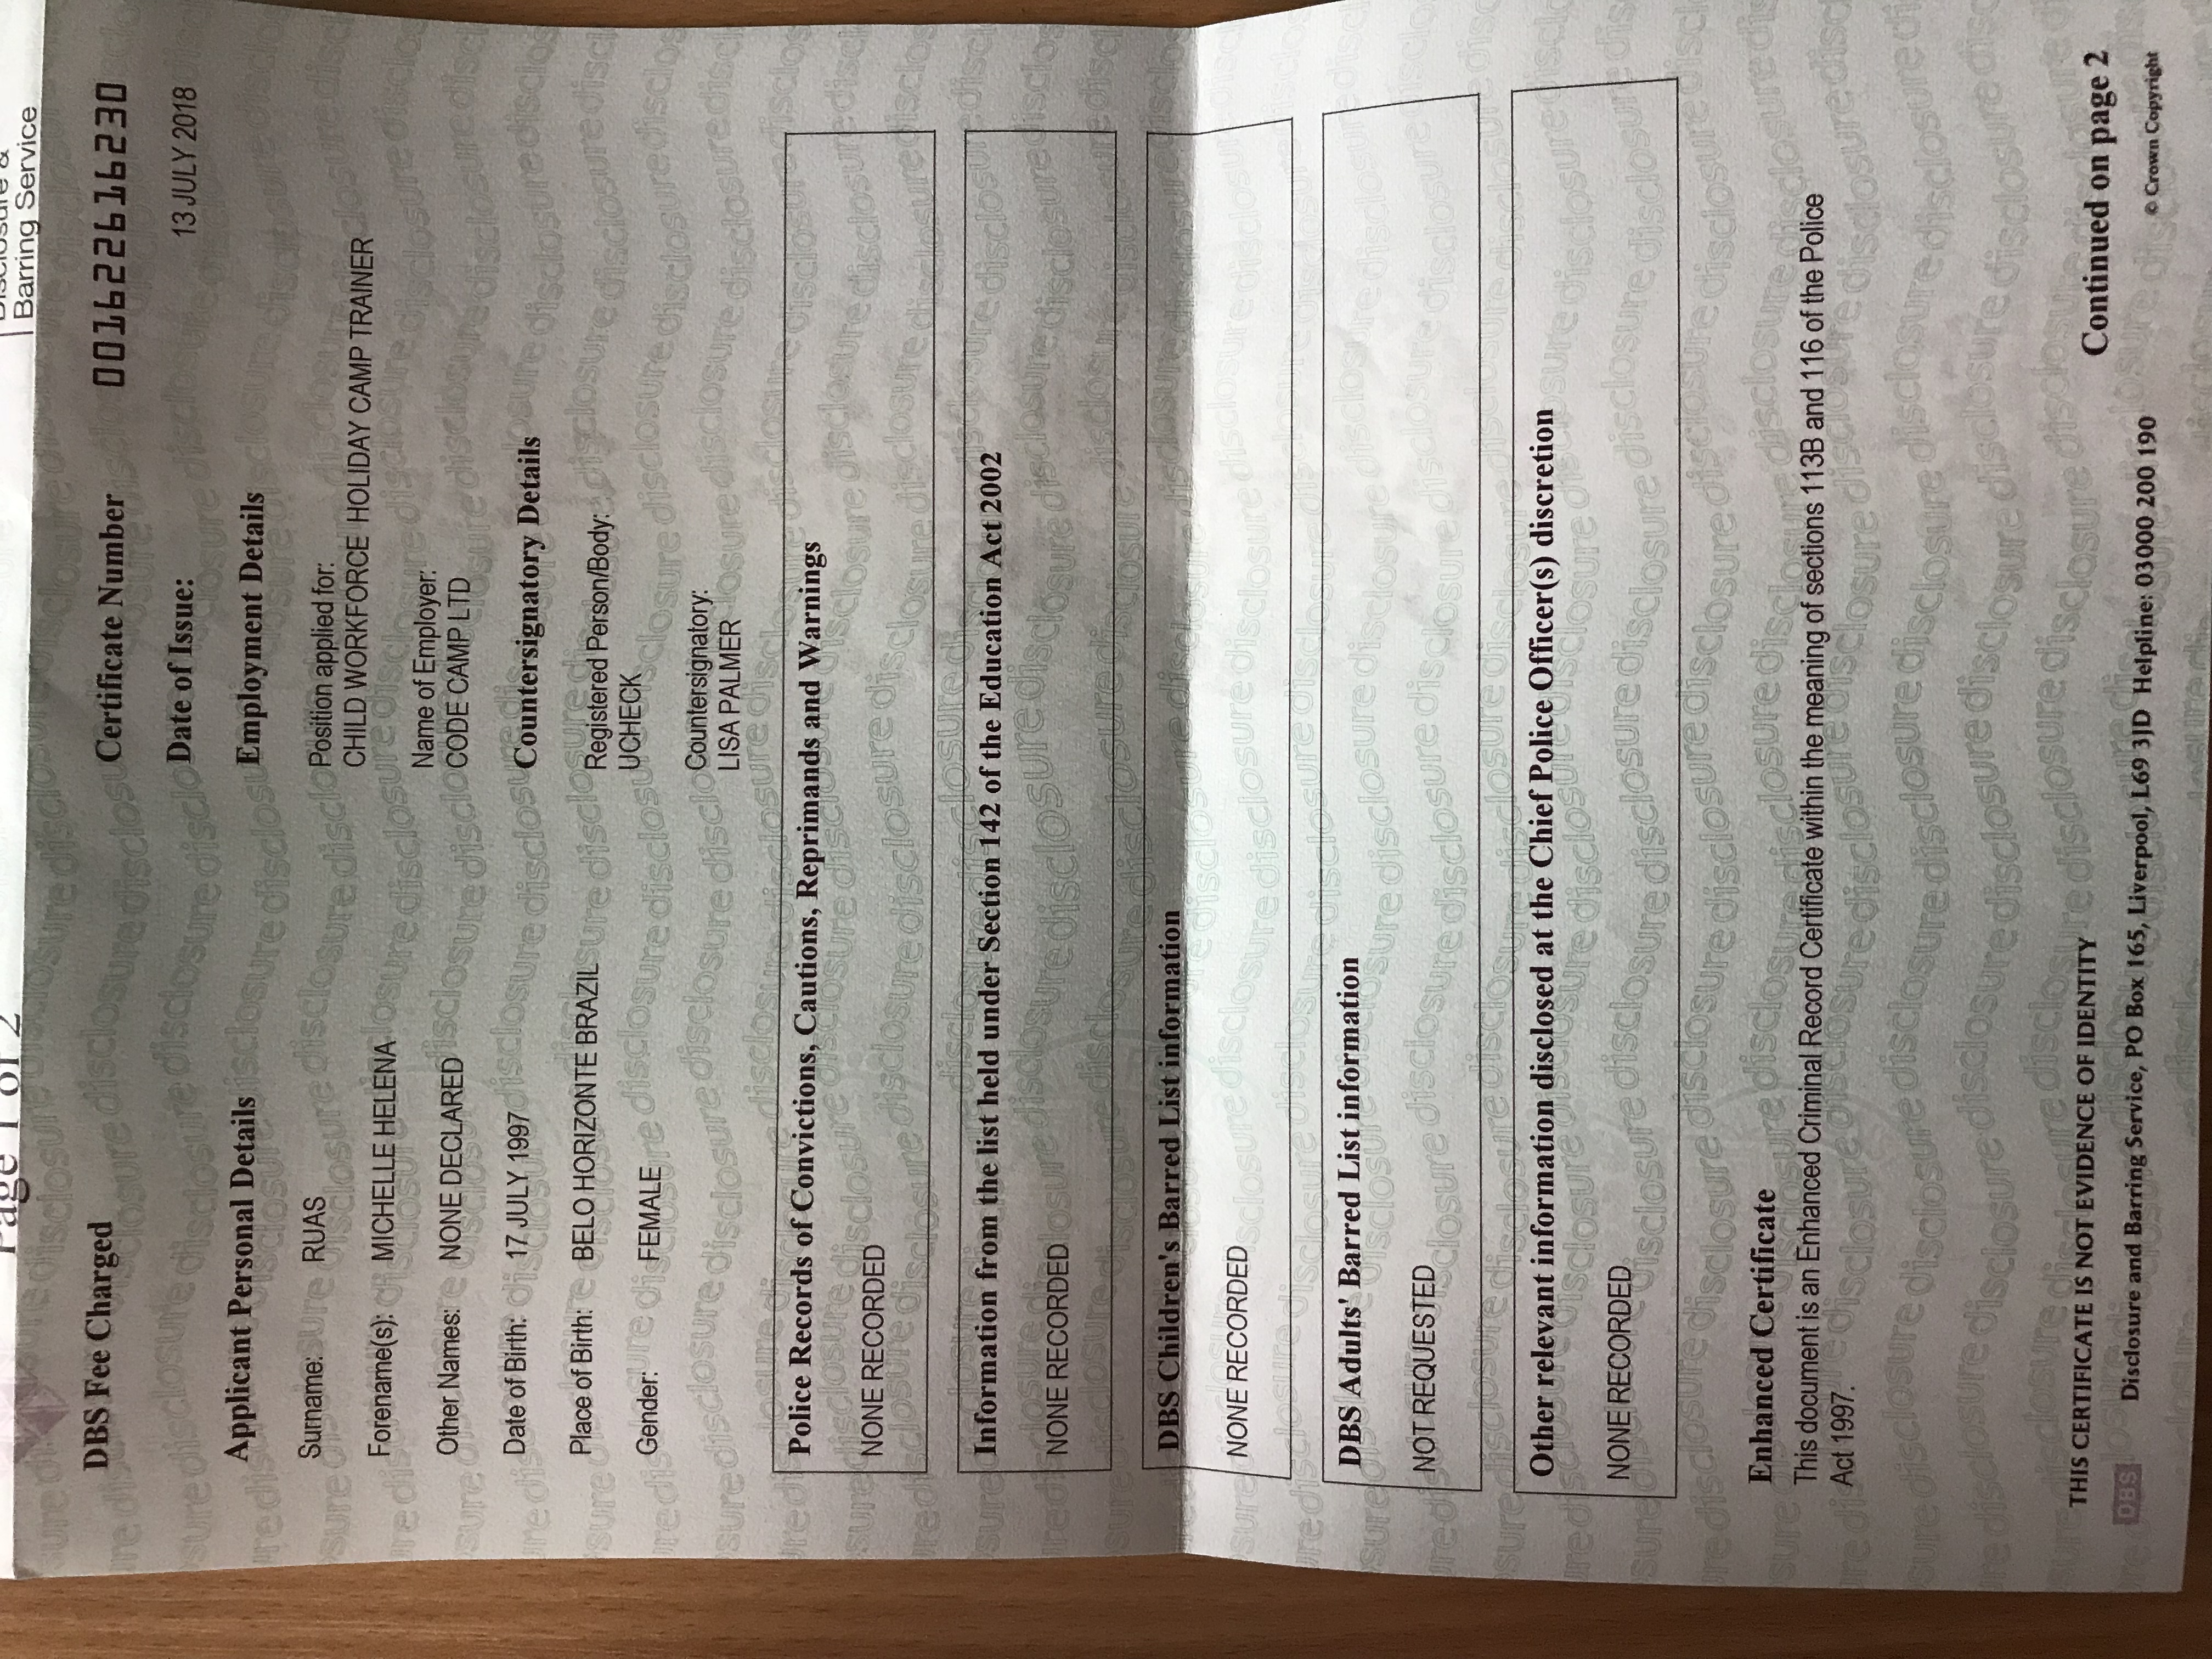 Page 1 of 2
Disclosure &
Barring Service
DBS Fee Charged
Certificate Number 001622616230
Date of Issue: 13 JULY 2018
Applicant Personal Details
Surname: RUAS
Forename(s): MICHELLE HELENA
Other Names: NONE DECLARED
Date of Birth: 17 JULY 1997
Place of Birth: BELO HORIZONTE BRAZIL
Gender: FEMALE
Employment Details
Position applied for:
CHILD WORKFORCE HOLIDAY CAMP TRAINER
Name of Employer:
CODE CAMP LTD
Countersignatory Details
Registered Person/Body:
UCHECK
Countersignatory:
LISA PALMER
Police Records of Convictions, Cautions, Reprimands and Warnings
NONE RECORDED
Information from the list held under Section 142 of the Education Act 2002
NONE RECORDED
DBS Children's Barred List information
NONE RECORDED
DBS Adults' Barred List information
NOT REQUESTED
Other relevant information disclosed at the Chief Police Officer(s) discretion
NONE RECORDED
Enhanced Certificate
This document is an Enhanced Criminal Record Certificate within the meaning of sections 113B and 116 of the Police
Act 1997.
THIS CERTIFICATE IS NOT EVIDENCE OF IDENTITY
Continued on page 2
DBS
Disclosure and Barring Service, PO Box 165, Liverpool, L69 3JD Helpline: 03000 200 190
© Crown Copyright